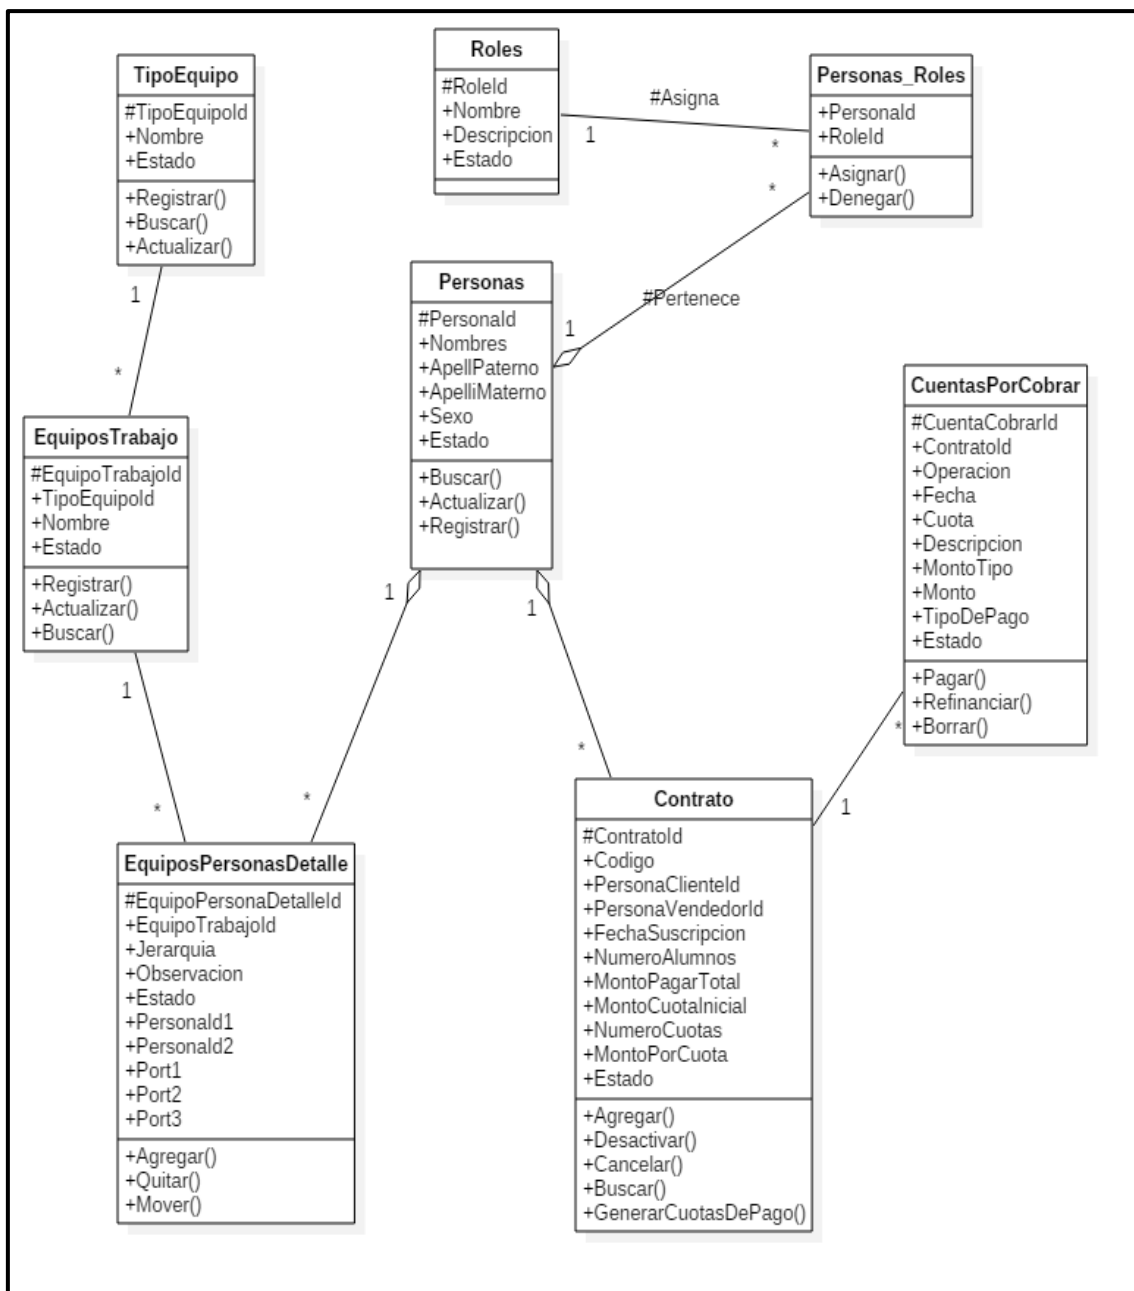 TipoEquipo
#TipoEquipoId
+Nombre
+Estado
+Registrar()
+Buscar()
+Actualizar()
1
*
Roles
#RoleId
+Nombre
+Descripcion
+Estado
1
#Asigna
*
Personas_Roles
+PersonaId
+RoleId
+Asignar()
+Denegar()
*
#Pertenece
1
Personas
#PersonaId
+Nombres
+ApellPaterno
+ApelliMaterno
+Sexo
+Estado
+Buscar()
+Actualizar()
+Registrar()
1
1
*
*
EquiposTrabajo
#EquipoTrabajoId
+TipoEquipoId
+Nombre
+Estado
+Registrar()
+Actualizar()
+Buscar()
1
*
CuentasPorCobrar
#CuentaCobrarId
+ContratoId
+Operacion
+Fecha
+Cuota
+Descripcion
+MontoTipo
+Monto
+TipoDePago
+Estado
+Pagar()
+Refinanciar()
+Borrar()
*
1
EquiposPersonasDetalle
#EquipoPersonaDetalleId
+EquipoTrabajoId
+Jerarquia
+Observacion
+Estado
+PersonaId1
+PersonaId2
+Port1
+Port2
+Port3
+Agregar()
+Quitar()
+Mover()
Contrato
#ContratoId
+Codigo
+PersonaClienteId
+PersonaVendedorId
+FechaSuscripcion
+NumeroAlumnos
+MontoPagarTotal
+MontoCuotaInicial
+NumeroCuotas
+MontoPorCuota
+Estado
+Agregar()
+Desactivar()
+Cancelar()
+Buscar()
+GenerarCuotasDePago()